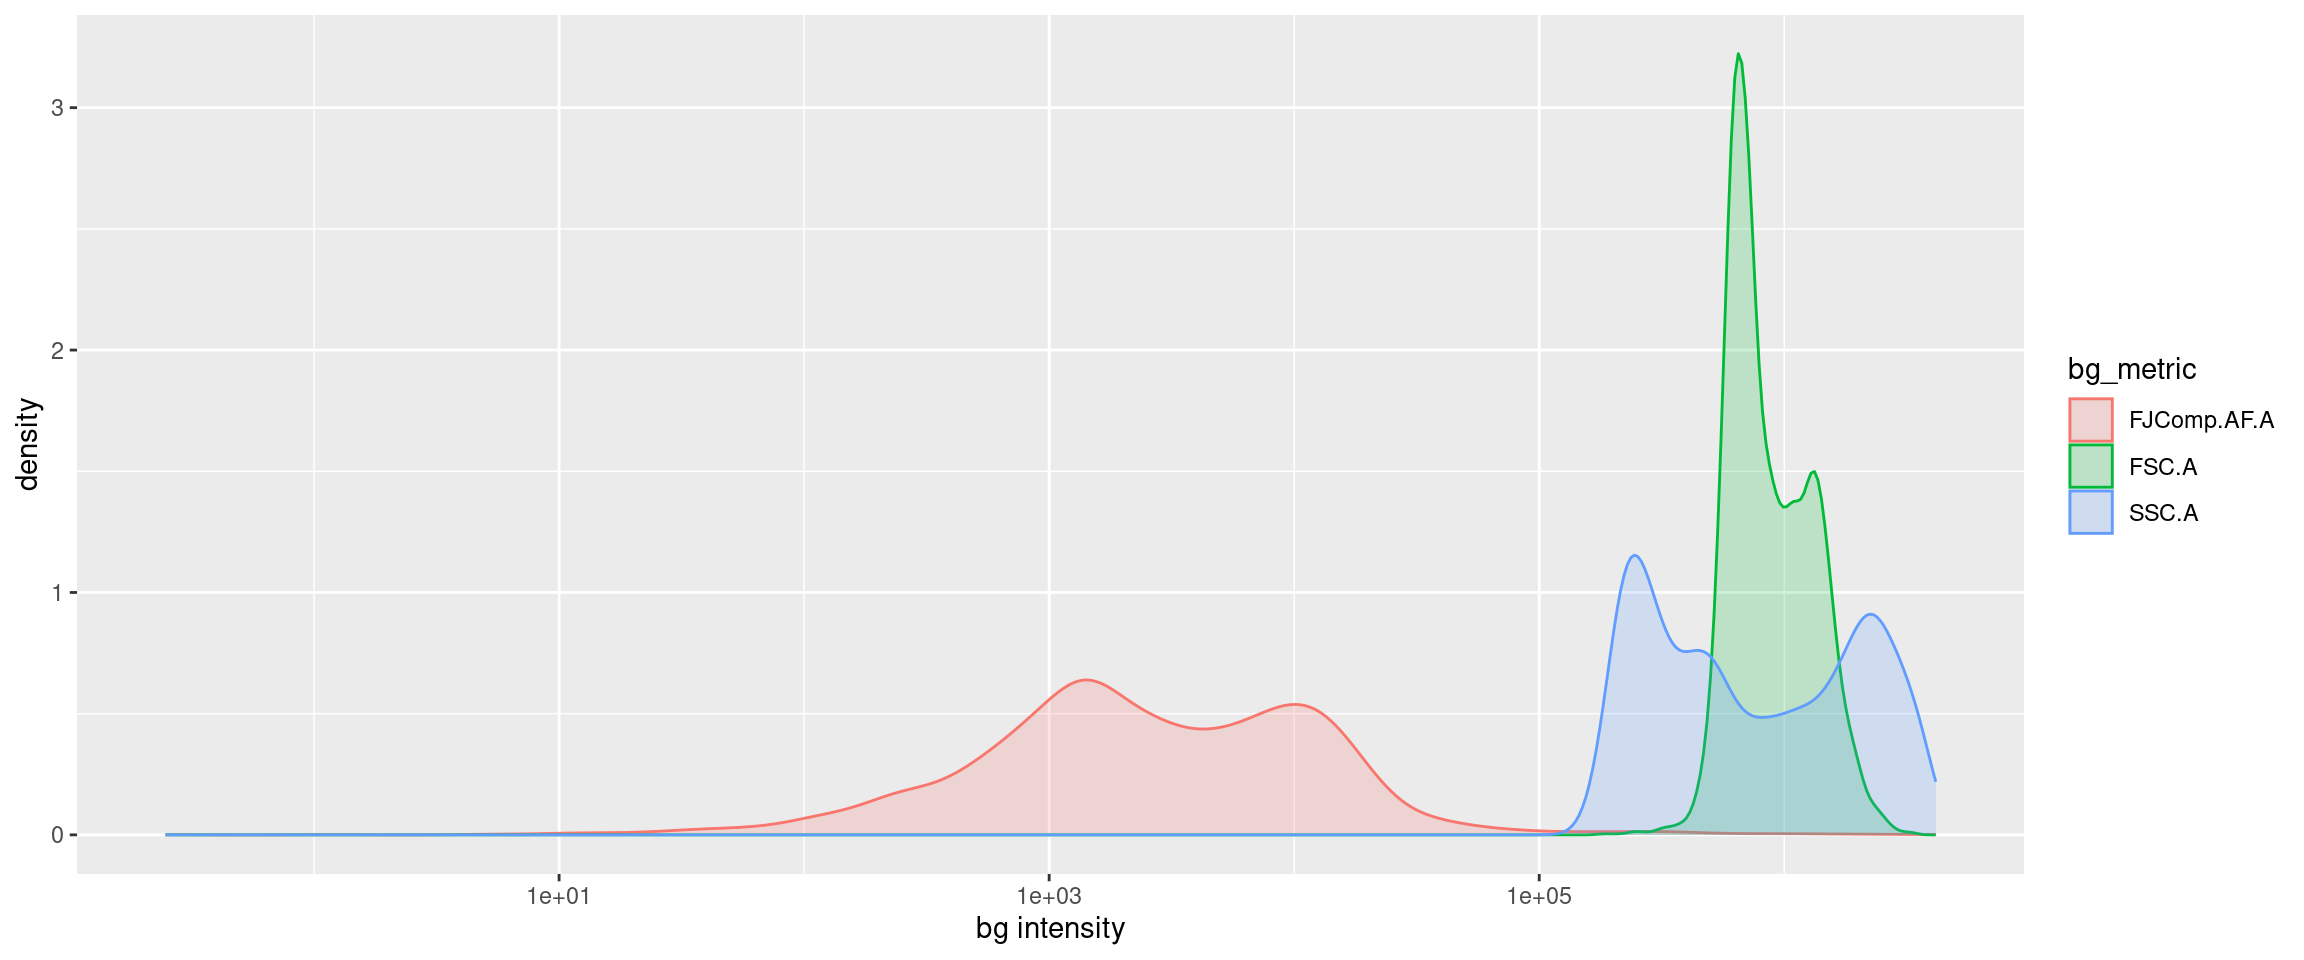 density
3
2
1
0
1e+01
1e+03
1e+05
bg intensity
bg_metric
FJComp.AF.A
FSC.A
SSC.A